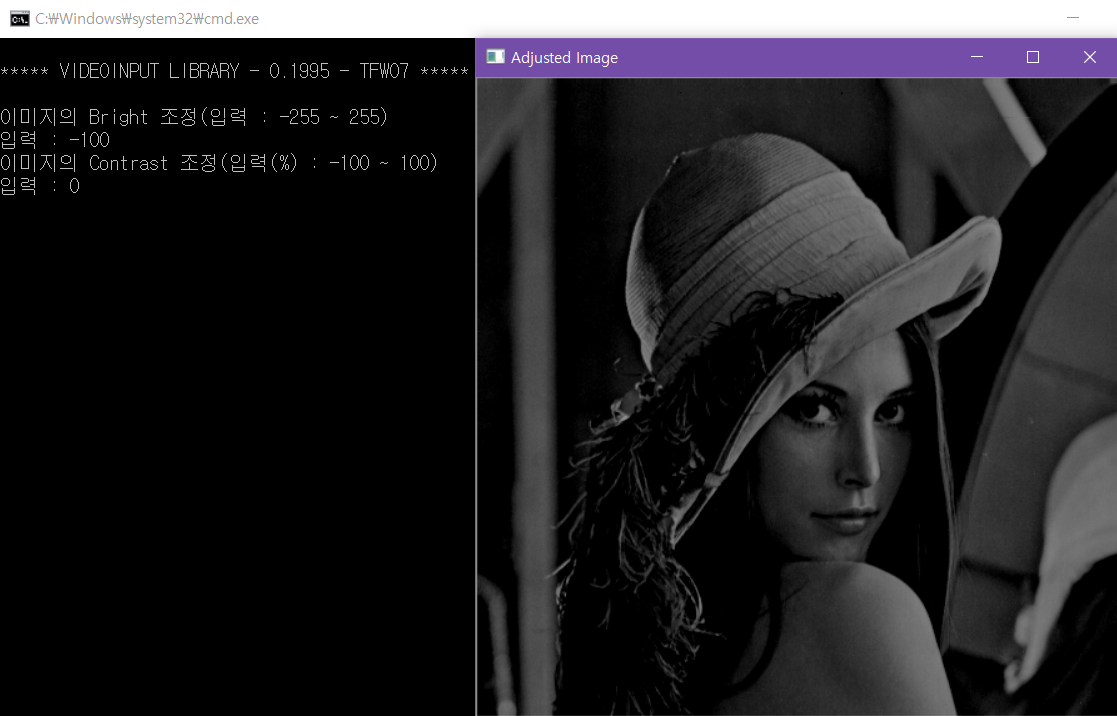 C:₩Windows₩system32₩cmd.exe
Adjusted Image
***** VIDEOINPUT LIBRARY - 0.1995 - TFW07 *****
이미지의 Bright 조정(입력 : -255 ~ 255)
입력 : -100
이미지의 Contrast 조정(입력(%) : -100 ~ 100)
입력 : 0